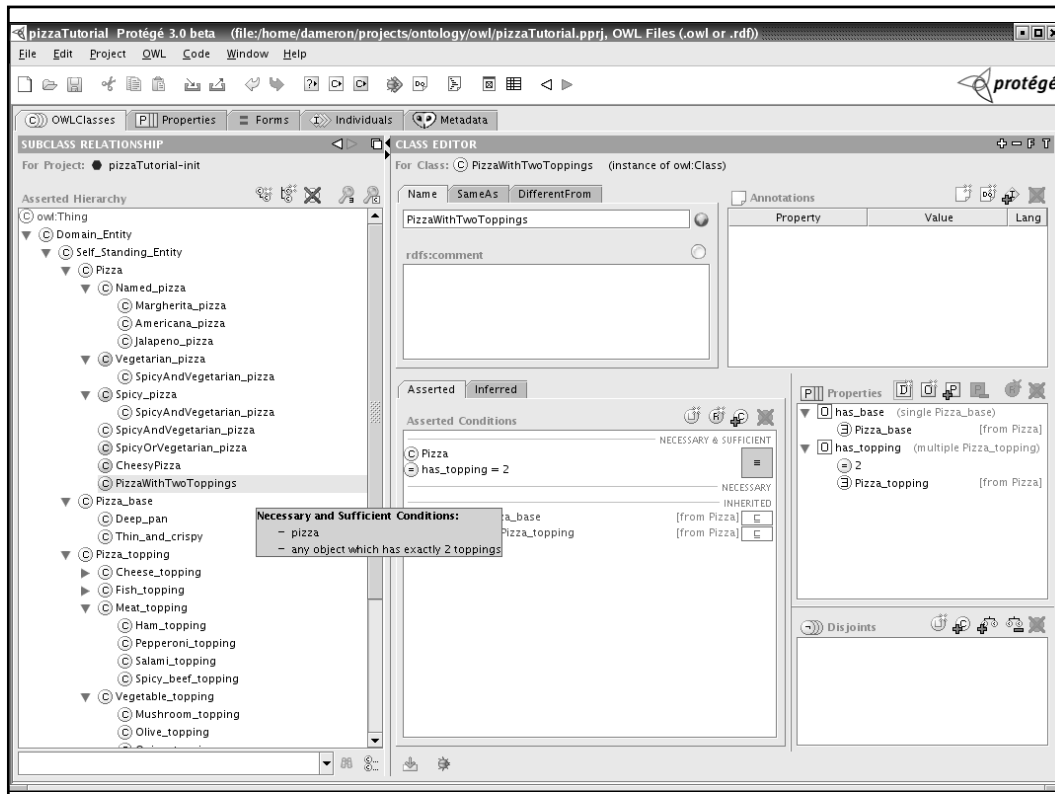 pizzaTutorial Protégé 3.0 beta (file:/home/dameron/projects/ontology/owl/pizzaTutorial.pprj, OWL Files (.owl or .rdf))
File Edit Project OWL Code Window Help
protégé
OWLClasses Properties Forms Individuals Metadata
SUBCLASS RELATIONSHIP
For Project: pizzaTutorial-init
Asserted Hierarchy
C owl:Thing
C Domain_Entity
C Self_Standing_Entity
C Pizza
C Named_pizza
C Margherita_pizza
C Americana_pizza
C Jalapeno_pizza
C Vegetarian_pizza
C SpicyAndVegetarian_pizza
C Spicy_pizza
C SpicyAndVegetarian_pizza
C SpicyAndVegetarian_pizza
C SpicyOrVegetarian_pizza
C CheesyPizza
C PizzaWithTwoToppings
C Pizza_base
C Deep_pan
C Thin_and_crispy
C Pizza_topping
C Cheese_topping
C Fish_topping
C Meat_topping
C Ham_topping
C Pepperoni_topping
C Salami_topping
C Spicy_beef_topping
C Vegetable_topping
C Mushroom_topping
C Olive_topping
CLASS EDITOR
For Class: C PizzaWithTwoToppings (instance of owl:Class)
Name SameAs DifferentFrom
PizzaWithTwoToppings
rdfs:comment
Annotations
Property Value Lang
Asserted Inferred
Asserted Conditions
NECESSARY & SUFFICIENT
C Pizza
= has_topping = 2
≡
NECESSARY
INHERITED
za_base [from Pizza] ⊑
Pizza_topping [from Pizza] ⊑
Necessary and Sufficient Conditions:
– pizza
– any object which has exactly 2 toppings
Properties
O has_base (single Pizza_base)
∃ Pizza_base [from Pizza]
O has_topping (multiple Pizza_topping)
= 2
∃ Pizza_topping [from Pizza]
Disjoints